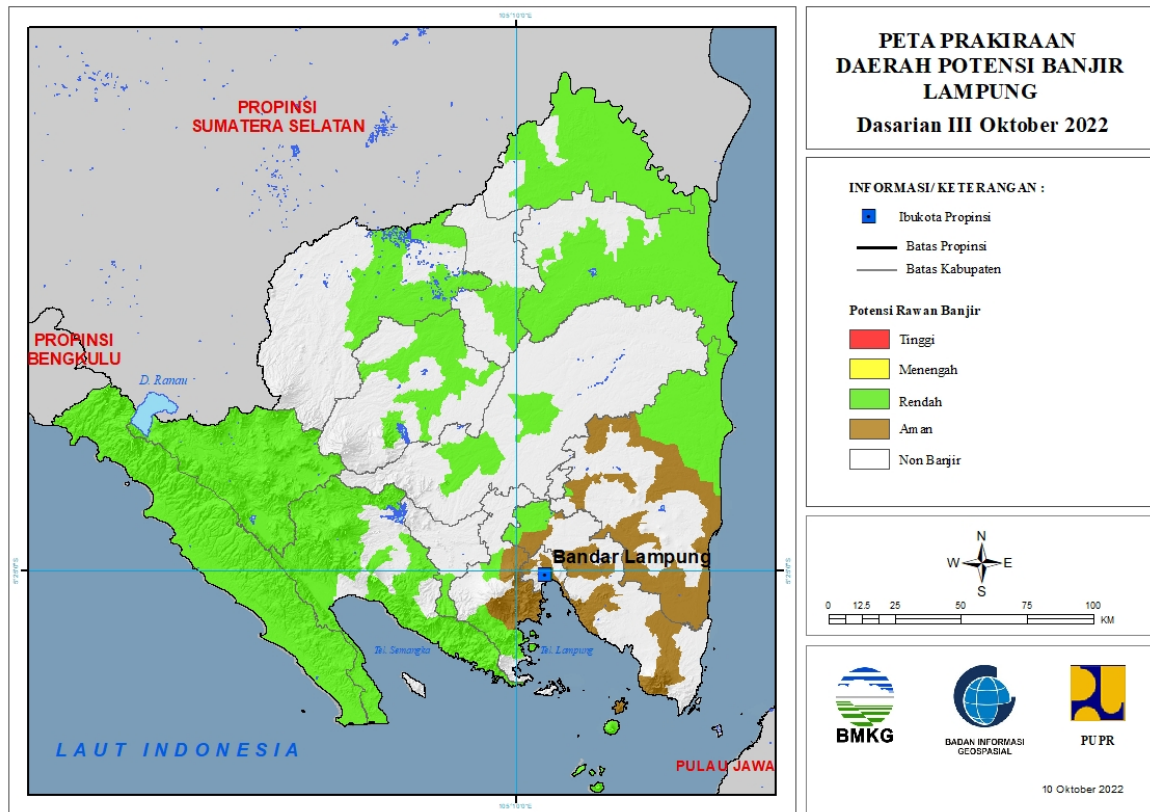 PROPINSI
SUMATERA SELATAN
PROPINSI
BENGKULU
D. Ranau
Bandar Lampung
Tel. Semangka
Tel. Lampung
LAUT INDONESIA
PULAU JAWA
PETA PRAKIRAAN
DAERAH POTENSI BANJIR
LAMPUNG
Dasarian III Oktober 2022
INFORMASI/ KETERANGAN :
Ibukota Propinsi
Batas Propinsi
Batas Kabupaten
Potensi Rawan Banjir
Tinggi
Menengah
Rendah
Aman
Non Banjir
N
W E
S
0 12.5 25 50 75 100
KM
BMKG
BADAN INFORMASI
GEOSPASIAL
PUPR
10 Oktober 2022